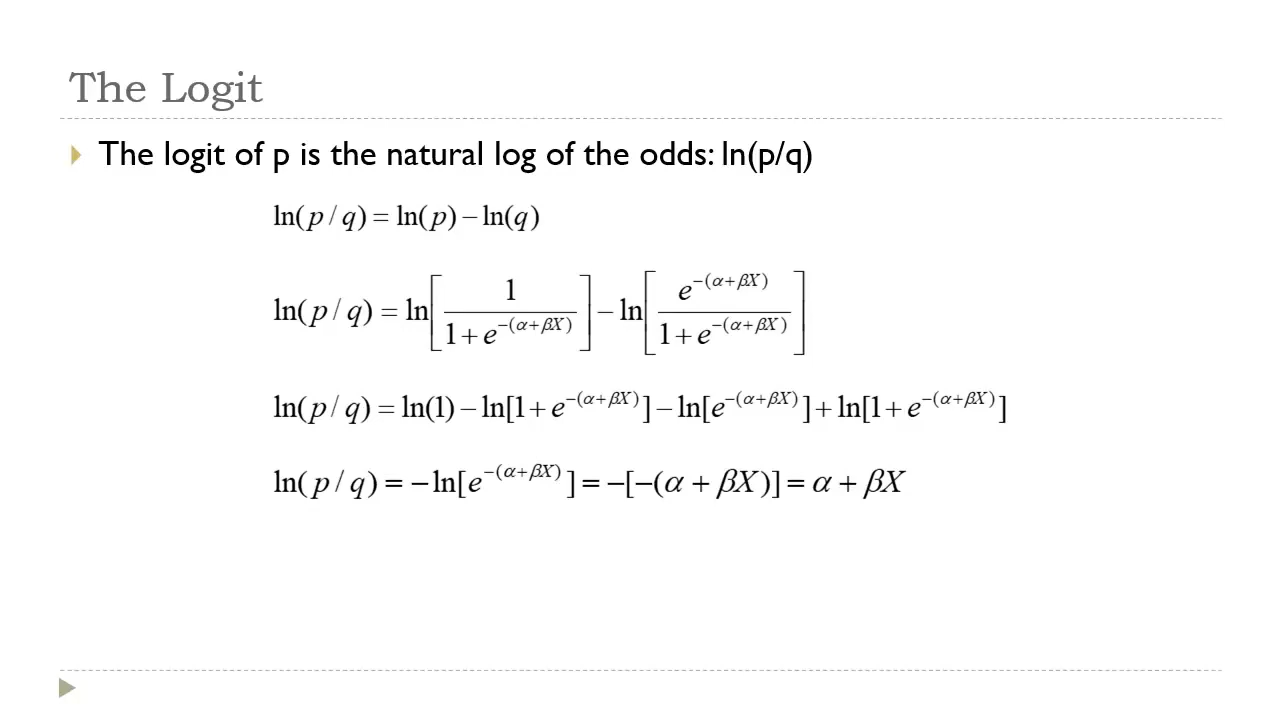 The Logit
The logit of p is the natural log of the odds: ln(p/q)
ln( p / q) = ln( p) − ln(q)
ln( p / q) = ln[ \frac{1}{1 + e^{−(α+βX)}} ] − ln[ \frac{e^{−(α+βX)}}{1 + e^{−(α+βX)}} ]
ln( p / q) = ln(1) − ln[1 + e^{−(α+βX)}] − ln[e^{−(α+βX)}] + ln[1 + e^{−(α+βX)}]
ln( p / q) = −ln[e^{−(α+βX)}] = −[−(α + βX)] = α + βX